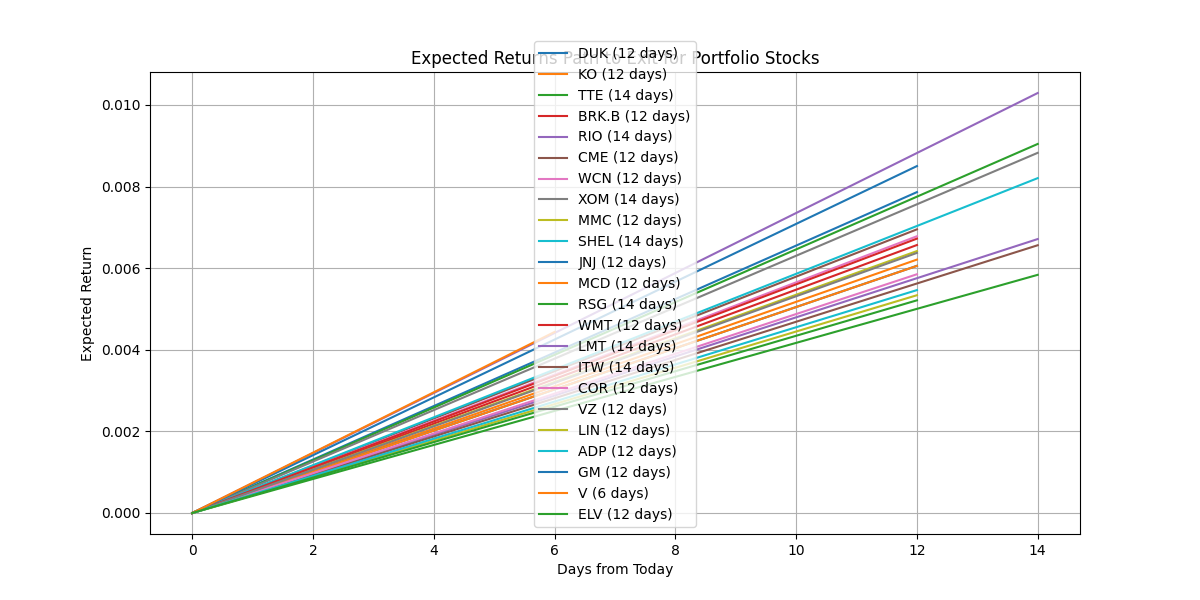 Expected Returns Path to Exit for Portfolio Stocks
DUK (12 days)
KO (12 days)
TTE (14 days)
BRK.B (12 days)
RIO (14 days)
CME (12 days)
WCN (12 days)
XOM (14 days)
MMC (12 days)
SHEL (14 days)
JNJ (12 days)
MCD (12 days)
RSG (14 days)
WMT (12 days)
LMT (14 days)
ITW (14 days)
COR (12 days)
VZ (12 days)
LIN (12 days)
ADP (12 days)
GM (12 days)
V (6 days)
ELV (12 days)
Expected Return
0.010
0.008
0.006
0.004
0.002
0.000
0 2 4 6 8 10 12 14
Days from Today